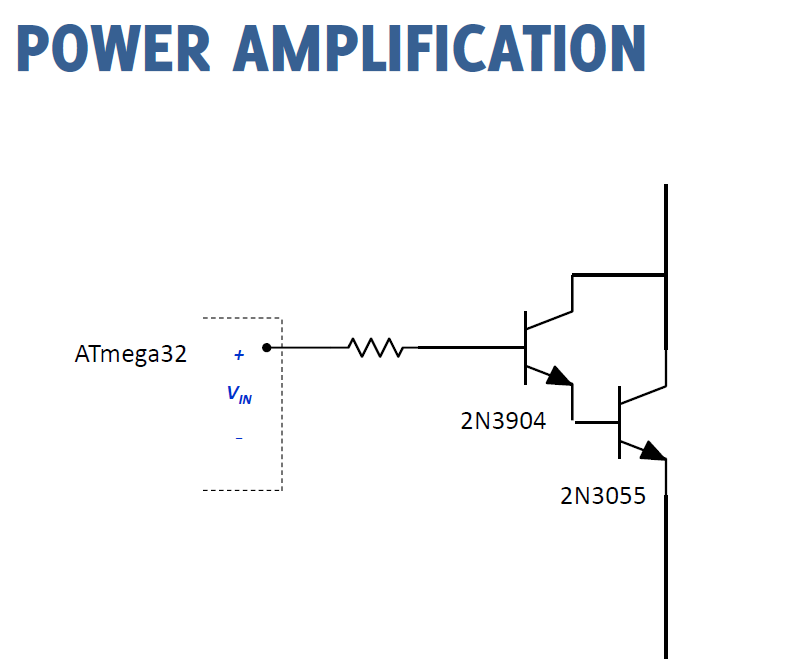 POWER AMPLIFICATION
ATmega32
+
VIN
–
2N3904
2N3055